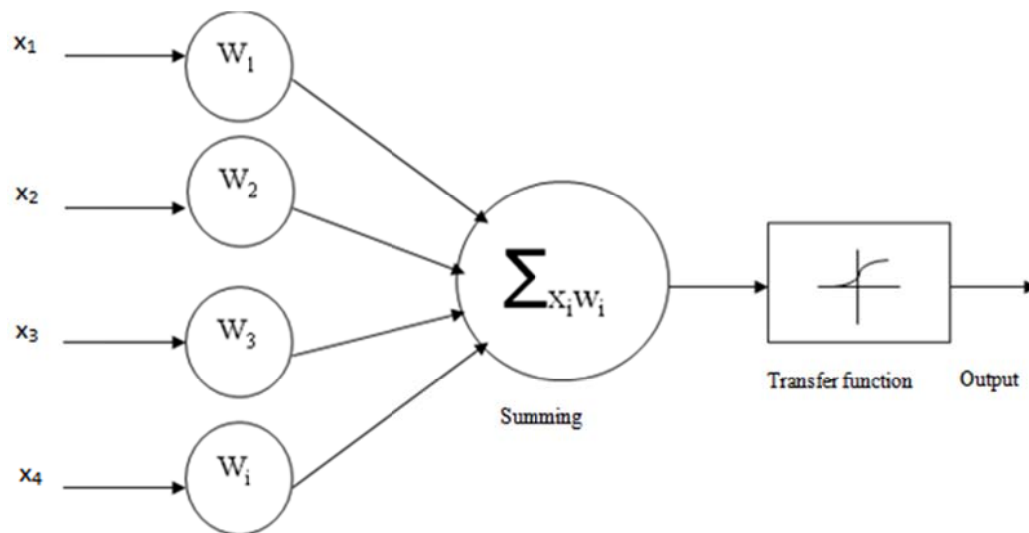 x₁
W₁
x₂
W₂
x₃
W₃
x₄
Wᵢ
∑xᵢwᵢ
Summing
Transfer function
Output